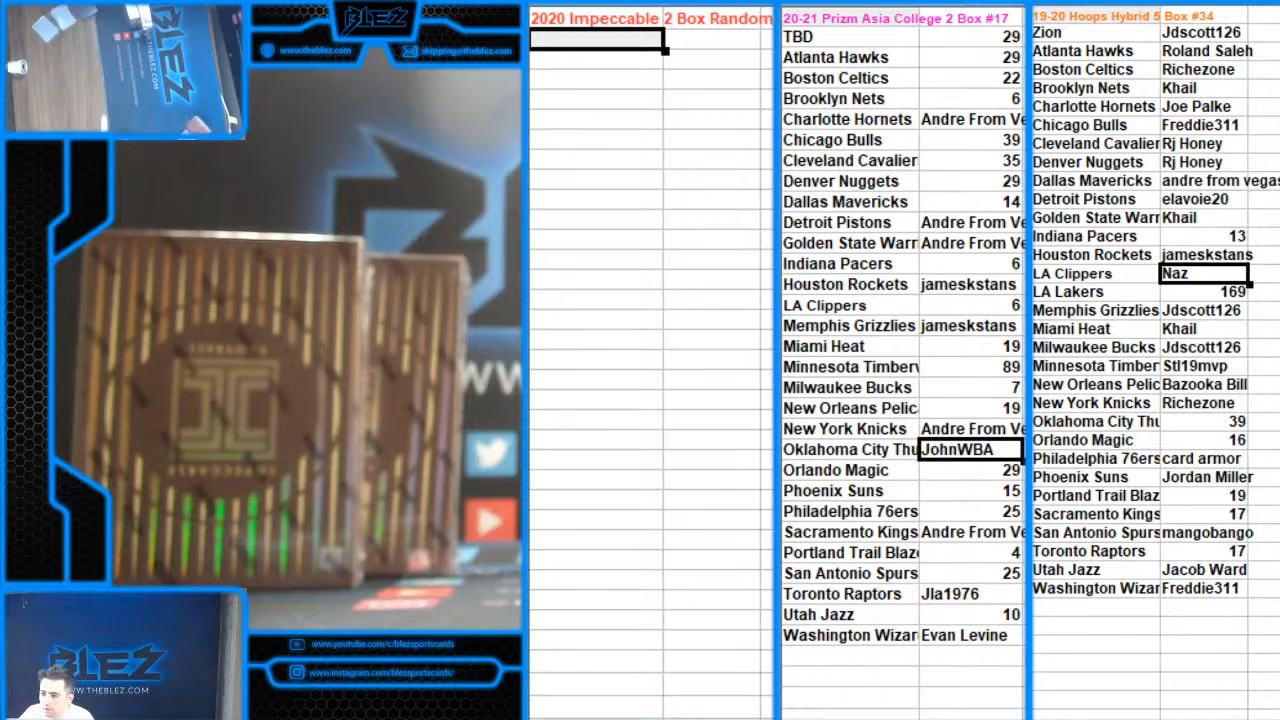 BLEZ
BLEZ
www.theblez.com
shipping@theblez.com
WW
IMPECCABLE
www.youtube.com/c/blezsportscards
www.instagram.com/blezsportscards/
BLEZ
WWW.THEBLEZ.COM
2020 Impeccable 2 Box Random
20-21 Prizm Asia College 2 Box #17
TBD 29
Atlanta Hawks 29
Boston Celtics 22
Brooklyn Nets 6
Charlotte Hornets Andre From Ve
Chicago Bulls 39
Cleveland Cavalier 35
Denver Nuggets 29
Dallas Mavericks 14
Detroit Pistons Andre From Ve
Golden State Warr Andre From Ve
Indiana Pacers 6
Houston Rockets jameskstans
LA Clippers 6
Memphis Grizzlies jameskstans
Miami Heat 19
Minnesota Timberv 89
Milwaukee Bucks 7
New Orleans Pelic 19
New York Knicks Andre From Ve
Oklahoma City Thu JohnWBA
Orlando Magic 29
Phoenix Suns 15
Philadelphia 76ers 25
Sacramento Kings Andre From Ve
Portland Trail Blaze 4
San Antonio Spurs 25
Toronto Raptors Jla1976
Utah Jazz 10
Washington Wizar Evan Levine
19-20 Hoops Hybrid 5 Box #34
Zion Jdscott126
Atlanta Hawks Roland Saleh
Boston Celtics Richezone
Brooklyn Nets Khail
Charlotte Hornets Joe Palke
Chicago Bulls Freddie311
Cleveland Cavalier Rj Honey
Denver Nuggets Rj Honey
Dallas Mavericks andre from vegas
Detroit Pistons elavoie20
Golden State Warr Khail
Indiana Pacers 13
Houston Rockets jameskstans
LA Clippers Naz
LA Lakers 169
Memphis Grizzlies Jdscott126
Miami Heat Khail
Milwaukee Bucks Jdscott126
Minnesota Timber Stl19mvp
New Orleans Pelic Bazooka Bill
New York Knicks Richezone
Oklahoma City Thu 39
Orlando Magic 16
Philadelphia 76ers card armor
Phoenix Suns Jordan Miller
Portland Trail Blaz 19
Sacramento Kings 17
San Antonio Spurs mangobango
Toronto Raptors 17
Utah Jazz Jacob Ward
Washington Wizar Freddie311